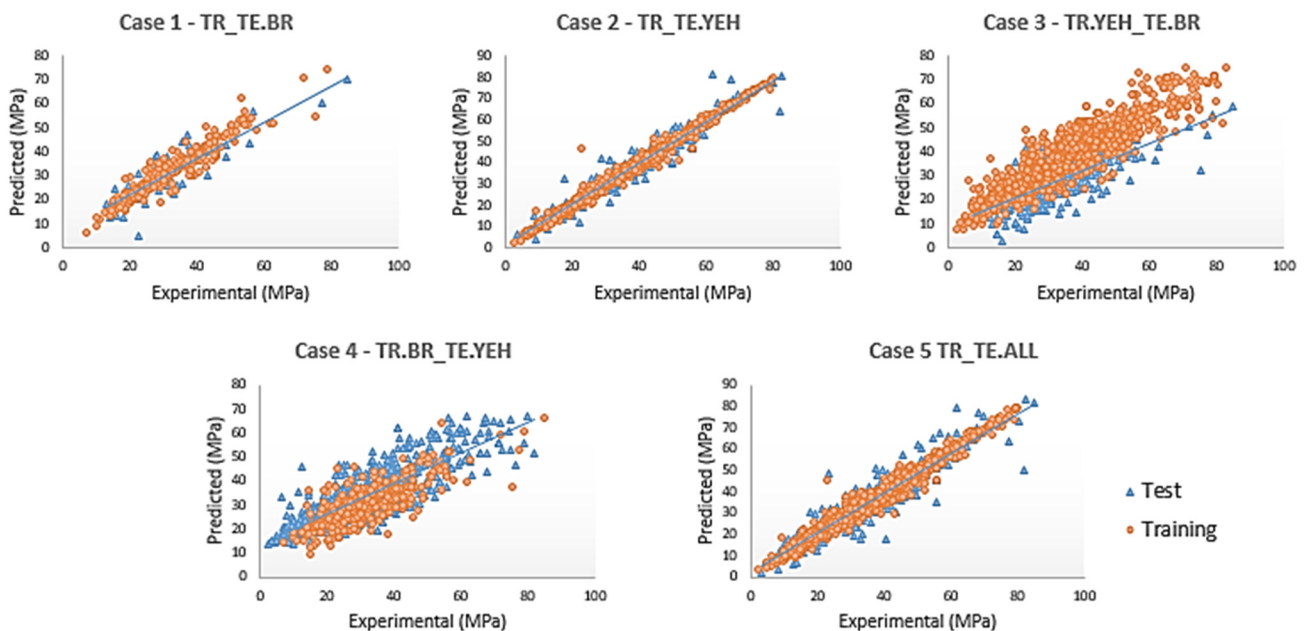 Case 1 - TR_TE.BR
Case 2 - TR_TE.YEH
Case 3 - TR.YEH_TE.BR
80
70
60
50
40
30
20
10
0
Predicted (MPa)
0 20 40 60 80 100
Experimental (MPa)
90
80
70
60
50
40
30
20
10
0
Predicted (MPa)
0 20 40 60 80 100
Experimental (MPa)
80
70
60
50
40
30
20
10
0
Predicted (MPa)
0 20 40 60 80 100
Experimental (MPa)
Case 4 - TR.BR_TE.YEH
Case 5 TR_TE.ALL
80
70
60
50
40
30
20
10
0
Predicted (MPa)
0 20 40 60 80 100
Experimental (MPa)
90
80
70
60
50
40
30
20
10
0
Predicted (MPa)
0 20 40 60 80 100
Experimental (MPa)
Test
Training